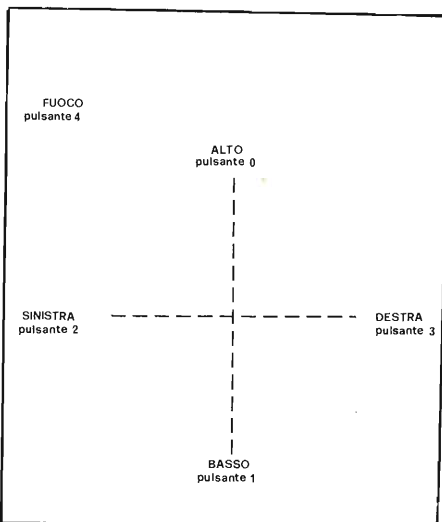 FUOCO
pulsante 4
ALTO
pulsante 0
SINISTRA
pulsante 2
DESTRA
pulsante 3
BASSO
pulsante 1